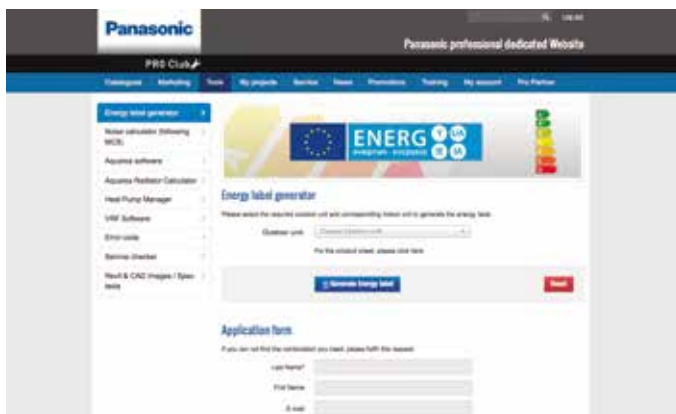 Panasonic
LOG OUT
Panasonic professional dedicated Website
PRO Club
Catalogues Marketing Tools My projects Service News Promotions Training My account Pro Partner
Energy label generator
Noise calculator (following MCS)
Aquarea software
Aquarea Radiator Calculator
Heat Pump Manager
VRF Software
Error code
Service checker
Revit & CAD Images / Spec texts
ENERG
Y UA
IE IA
Energy label generator
Please select the required outdoor unit and corresponding indoor unit to generate the energy label.
Outdoor unit:
For the product sheet, please click here
Generate Energy label
Reset
Application form
If you can not find the combination you need, please fulfill this request:
Last Name*
First Name
E-mail